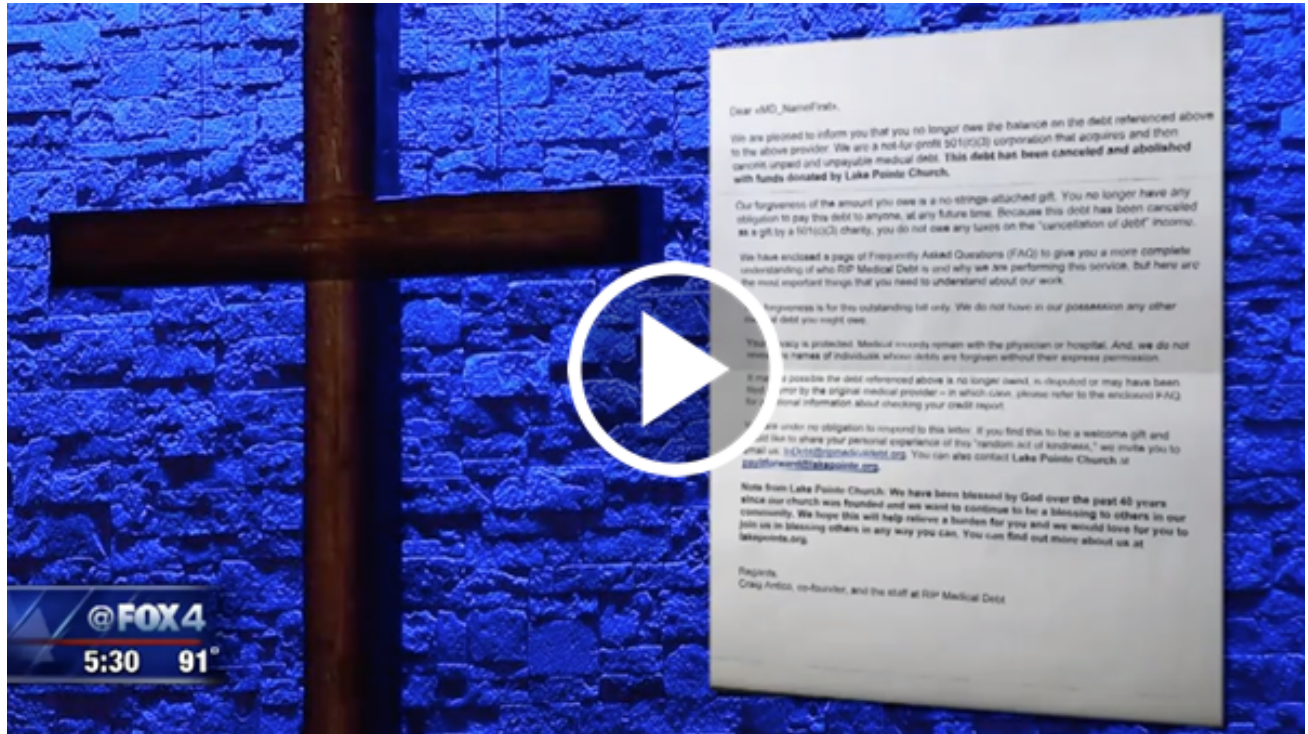 Dear «MD_NameFirst»,
We are pleased to inform you that you no longer owe the balance on the debt referenced above
to the above provider. We are a not-for-profit 501(c)(3) corporation that acquires and then
cancels unpaid and unpayable medical debt. This debt has been canceled and abolished
with funds donated by Lake Pointe Church.
Our forgiveness of the amount you owe is a no-strings-attached gift. You no longer have any
obligation to pay this debt to anyone, at any future time. Because this debt has been canceled
as a gift by a 501(c)(3) charity, you do not owe any taxes on the "cancellation of debt" income.
We have enclosed a page of Frequently Asked Questions (FAQ) to give you a more complete
understanding of who RIP Medical Debt is and why we are performing this service, but here are
the most important things that you need to understand about our work.
forgiveness is for this outstanding bill only. We do not have in our possession any other
debt you might owe.
is protected. Medical records remain with the physician or hospital. And, we do not
names of individuals whose debts are forgiven without their express permission.
possible the debt referenced above is no longer owed, is disputed or may have been
by the original medical provider – in which case, please refer to the enclosed FAQ
for information about checking your credit report.
are under no obligation to respond to this letter. If you find this to be a welcome gift and
like to share your personal experience of this "random act of kindness," we invite you to
email us: You can also contact Lake Pointe Church at
payitforward@lakepointe.org.
Note from Lake Pointe Church: We have been blessed by God over the past 40 years
since our church was founded and we want to continue to be a blessing to others in our
community. We hope this will help relieve a burden for you and we would love for you to
join us in blessing others in any way you can. You can find out more about us at
lakepointe.org.
Regards,
Craig Antico, co-founder, and the staff at RIP Medical Debt
@FOX4
5:30 91°